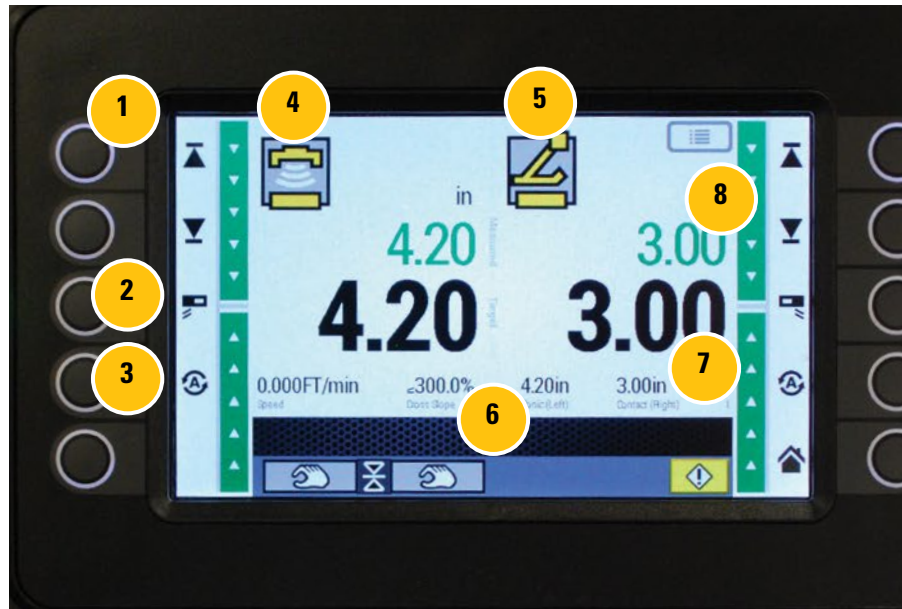 1
4
5
8
in
4.20
Measured
3.00
2
4.20
Target
3.00
3
A
7
A
0.000FT/min
300.0%
4.20in
3.00in
Speed
Cross Slope
Sonic(Left)
Contact (Right)
6